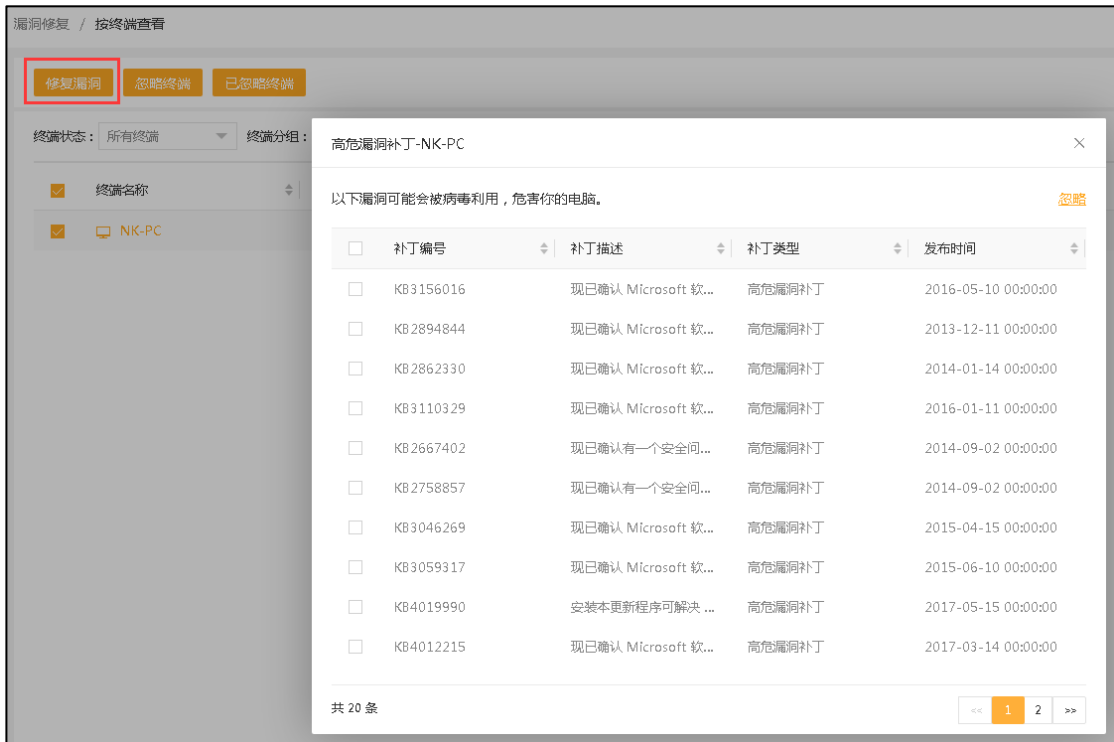 漏洞修复 / 按终端查看
修复漏洞 忽略终端 已忽略终端
终端状态： 所有终端 终端分组：
终端名称
NK-PC
高危漏洞补丁-NK-PC
以下漏洞可能会被病毒利用，危害你的电脑。 忽略
补丁编号 补丁描述 补丁类型 发布时间
KB3156016 现已确认 Microsoft 软... 高危漏洞补丁 2016-05-10 00:00:00
KB2894844 现已确认 Microsoft 软... 高危漏洞补丁 2013-12-11 00:00:00
KB2862330 现已确认 Microsoft 软... 高危漏洞补丁 2014-01-14 00:00:00
KB3110329 现已确认 Microsoft 软... 高危漏洞补丁 2016-01-11 00:00:00
KB2667402 现已确认有一个安全问... 高危漏洞补丁 2014-09-02 00:00:00
KB2758857 现已确认有一个安全问... 高危漏洞补丁 2014-09-02 00:00:00
KB3046269 现已确认 Microsoft 软... 高危漏洞补丁 2015-04-15 00:00:00
KB3059317 现已确认 Microsoft 软... 高危漏洞补丁 2015-06-10 00:00:00
KB4019990 安装本更新程序可解决 ... 高危漏洞补丁 2017-05-15 00:00:00
KB4012215 现已确认 Microsoft 软... 高危漏洞补丁 2017-03-14 00:00:00
共 20 条 << 1 2 >>